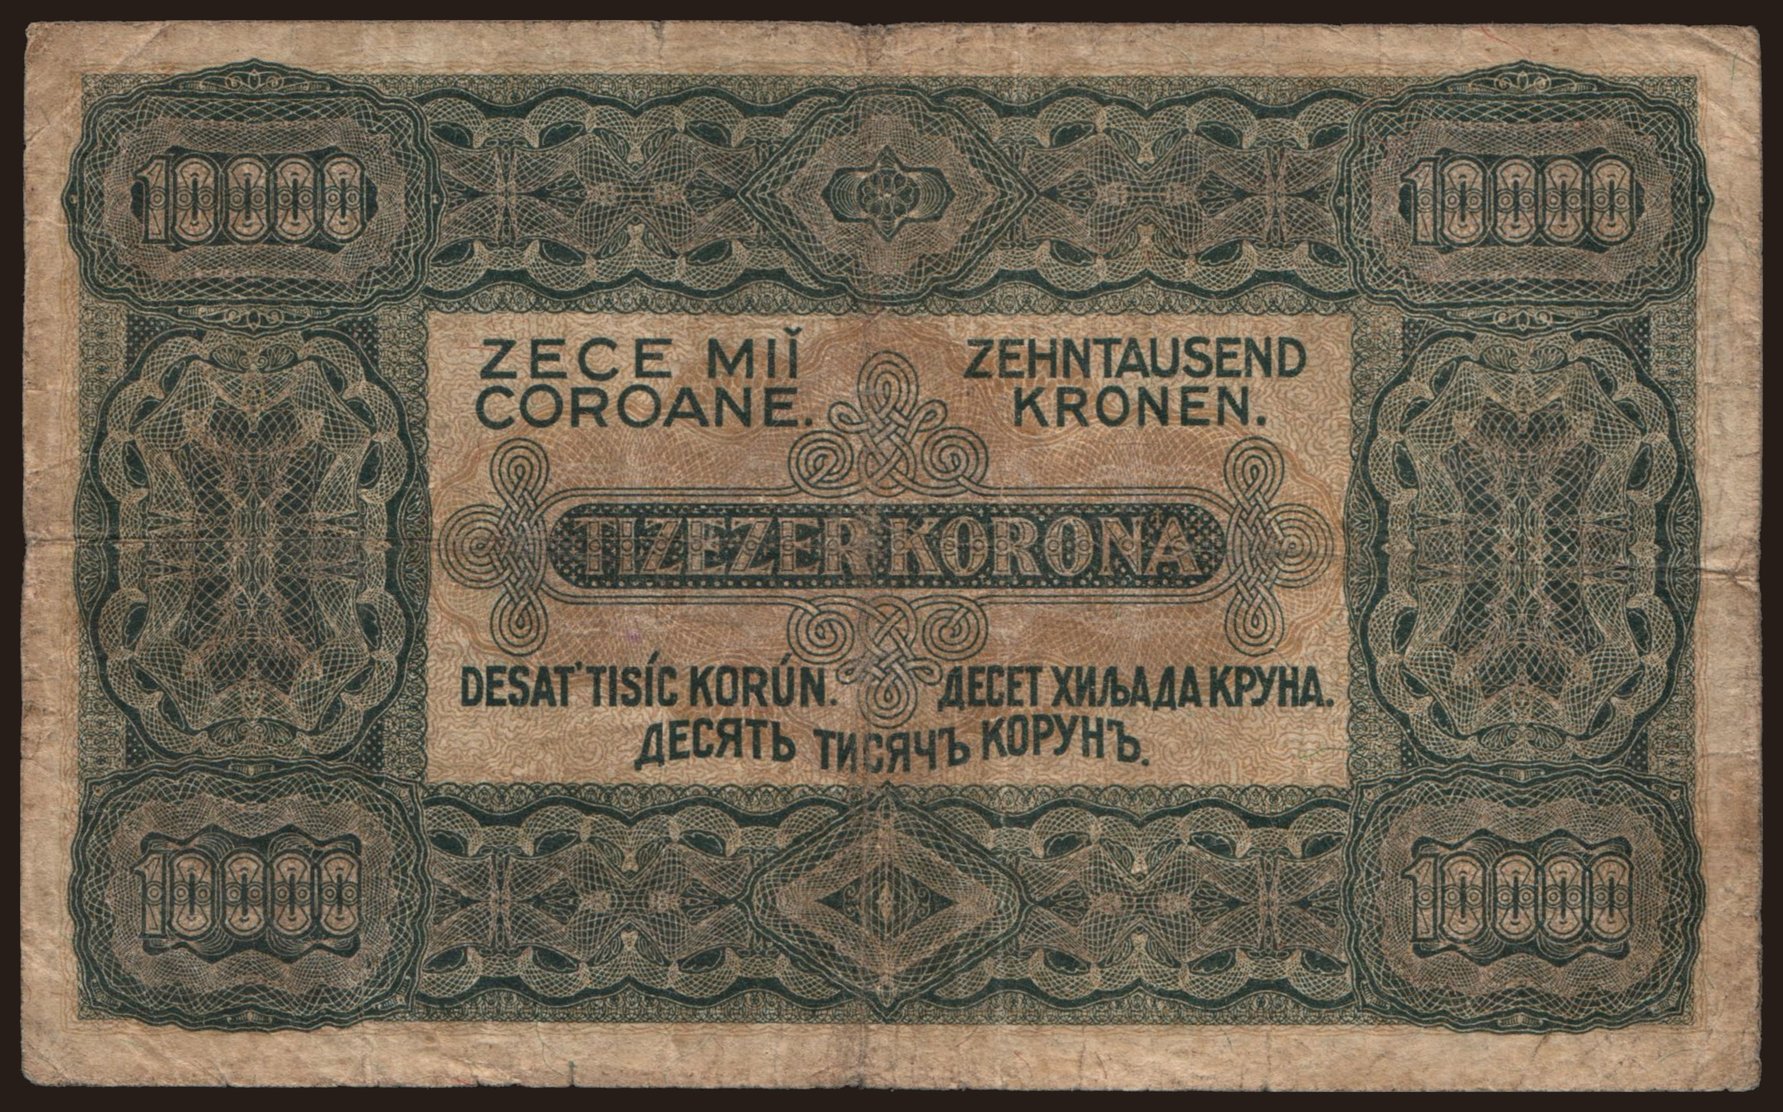 10000
10000
ZECE MIĬ
COROANE.
ZEHNTAUSEND
KRONEN.
TIZEZER KORONA
DESAT' TISÍC KORÚN.
ДЕСЕТ ХИЉАДА КРУНА.
ДЕСЯТЬ ТИСЯЧЪ КОРУНЪ.
10000
10000